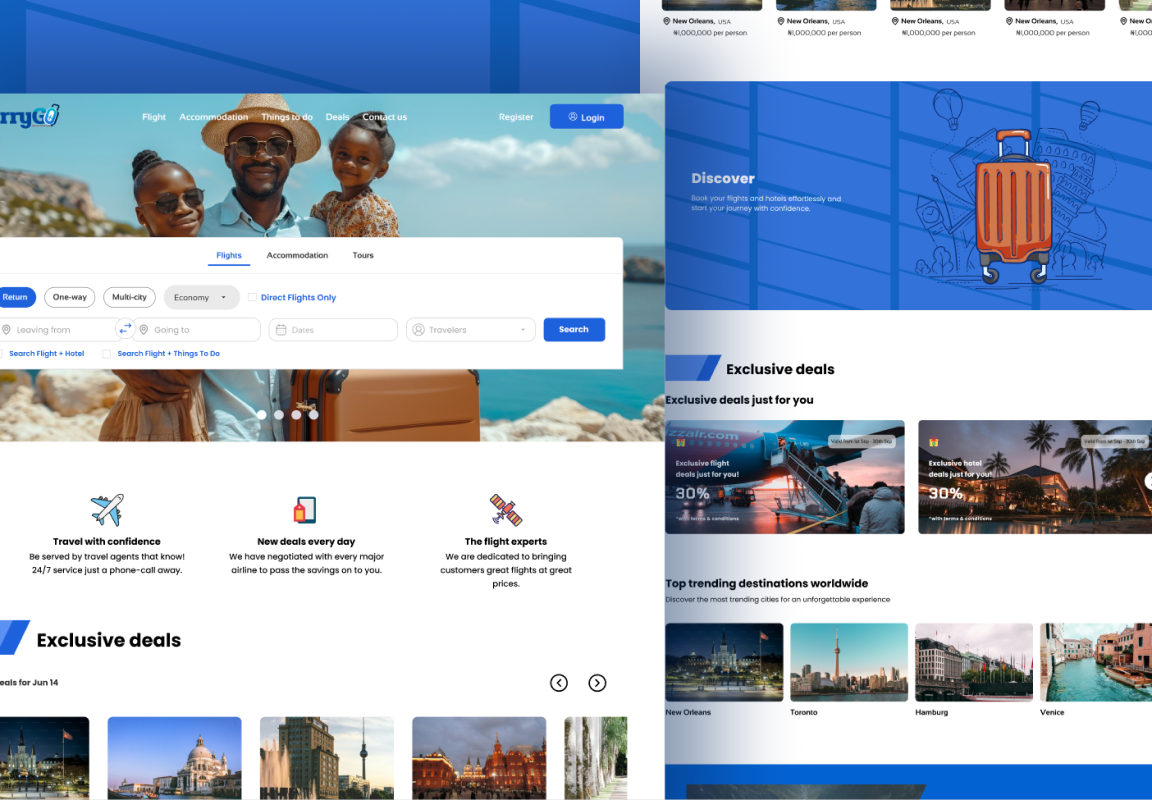 rryGO
Flight Accommodation Things to do Deals Contact us
Register
Login
Flights Accommodation Tours
Return One-way Multi-city Economy Direct Flights Only
Leaving from Going to Dates Travelers Search
Search Flight + Hotel Search Flight + Things To Do
Travel with confidence
Be served by travel agents that know!
24/7 service just a phone-call away.
New deals every day
We have negotiated with every major
airline to pass the savings on to you.
The flight experts
We are dedicated to bringing
customers great flights at great
prices.
Exclusive deals
eals for Jun 14
New Orleans, USA
₦1,000,000 per person
New Orleans, USA
₦1,000,000 per person
New Orleans, USA
₦1,000,000 per person
New Orleans, USA
₦1,000,000 per person
New O
₦1,00
Discover
Book your flights and hotels effortlessly and
start your journey with confidence.
Exclusive deals
Exclusive deals just for you
zzair.com
Valid from 1st Sep - 30th Sep
Exclusive flight
deals just for you!
30%
*with terms & conditions
Valid from 1st Sep - 30th Sep
Exclusive hotel
deals just for you!
30%
*with terms & conditions
Top trending destinations worldwide
Discover the most trending cities for an unforgettable experience
New Orleans
Toronto
Hamburg
Venice